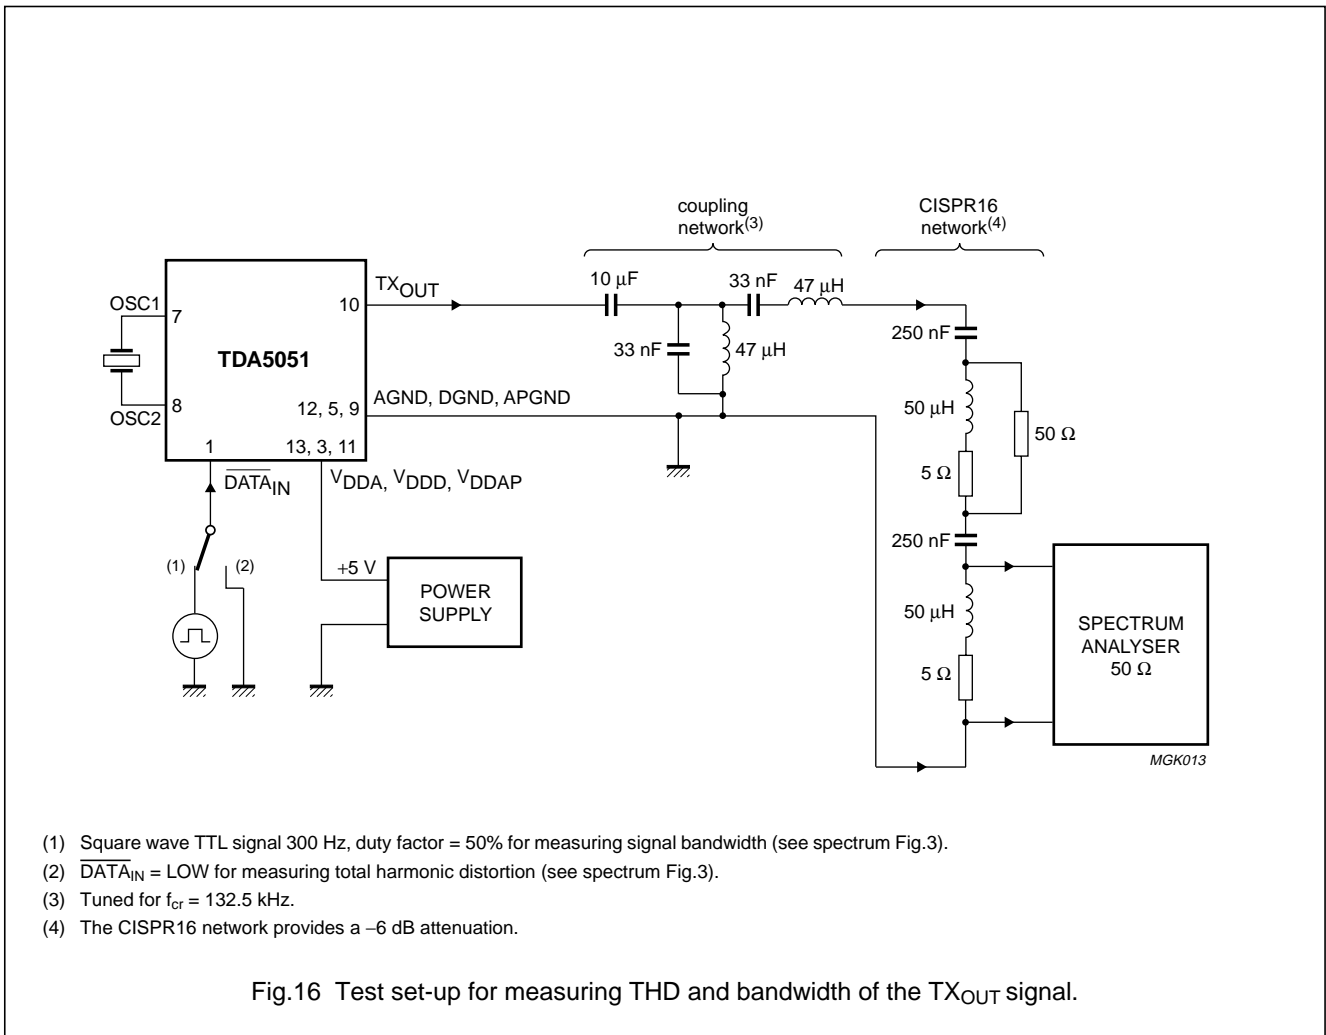 coupling
network(3)
CISPR16
network(4)
TXOUT
10 µF
33 nF
47 µH
OSC1
7
10
250 nF
TDA5051
33 nF
47 µH
8
OSC2
12, 5, 9
AGND, DGND, APGND
50 µH
50 Ω
1
13, 3, 11
5 Ω
DATAIN
VDDA, VDDD, VDDAP
250 nF
(1)
(2)
+5 V
POWER
SUPPLY
50 µH
SPECTRUM
ANALYSER
50 Ω
5 Ω
MGK013
(1) Square wave TTL signal 300 Hz, duty factor = 50% for measuring signal bandwidth (see spectrum Fig.3).
(2) DATAIN = LOW for measuring total harmonic distortion (see spectrum Fig.3).
(3) Tuned for fcr = 132.5 kHz.
(4) The CISPR16 network provides a −6 dB attenuation.
Fig.16 Test set-up for measuring THD and bandwidth of the TXOUT signal.